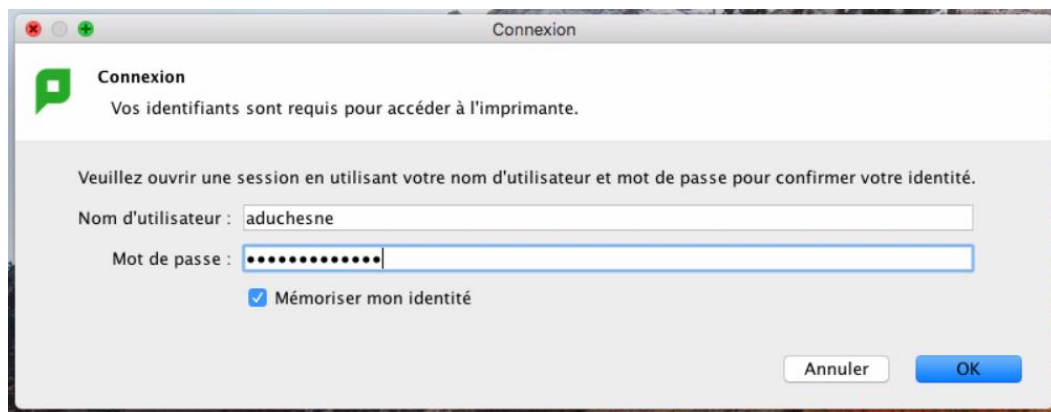 Connexion
Connexion
Vos identifiants sont requis pour accéder à l'imprimante.
Veuillez ouvrir une session en utilisant votre nom d'utilisateur et mot de passe pour confirmer votre identité.
Nom d'utilisateur : aduchesne
Mot de passe : •••••••••••••
Mémoriser mon identité
Annuler OK